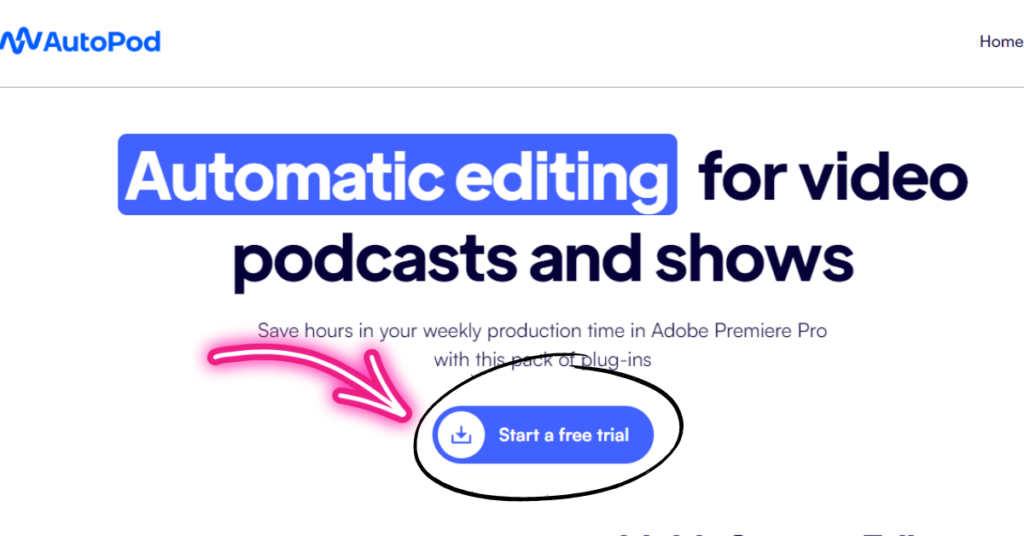 AutoPod
Home
Automatic editing for video
podcasts and shows
Save hours in your weekly production time in Adobe Premiere Pro
with this pack of plug-ins
Start a free trial